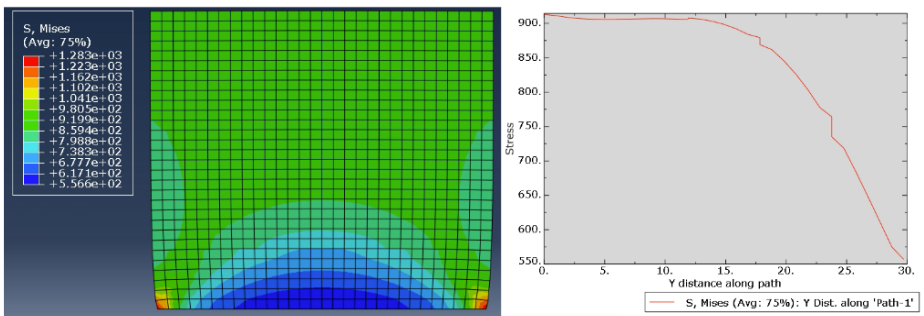 S, Mises
(Avg: 75%)
+1.283e+03
+1.223e+03
+1.162e+03
+1.102e+03
+1.041e+03
+9.805e+02
+9.199e+02
+8.594e+02
+7.988e+02
+7.383e+02
+6.777e+02
+6.171e+02
+5.566e+02
900.
850.
800.
750.
700.
650.
600.
550.
Stress
0. 5. 10. 15. 20. 25. 30.
Y distance along path
S, Mises (Avg: 75%): Y Dist. along 'Path-1'